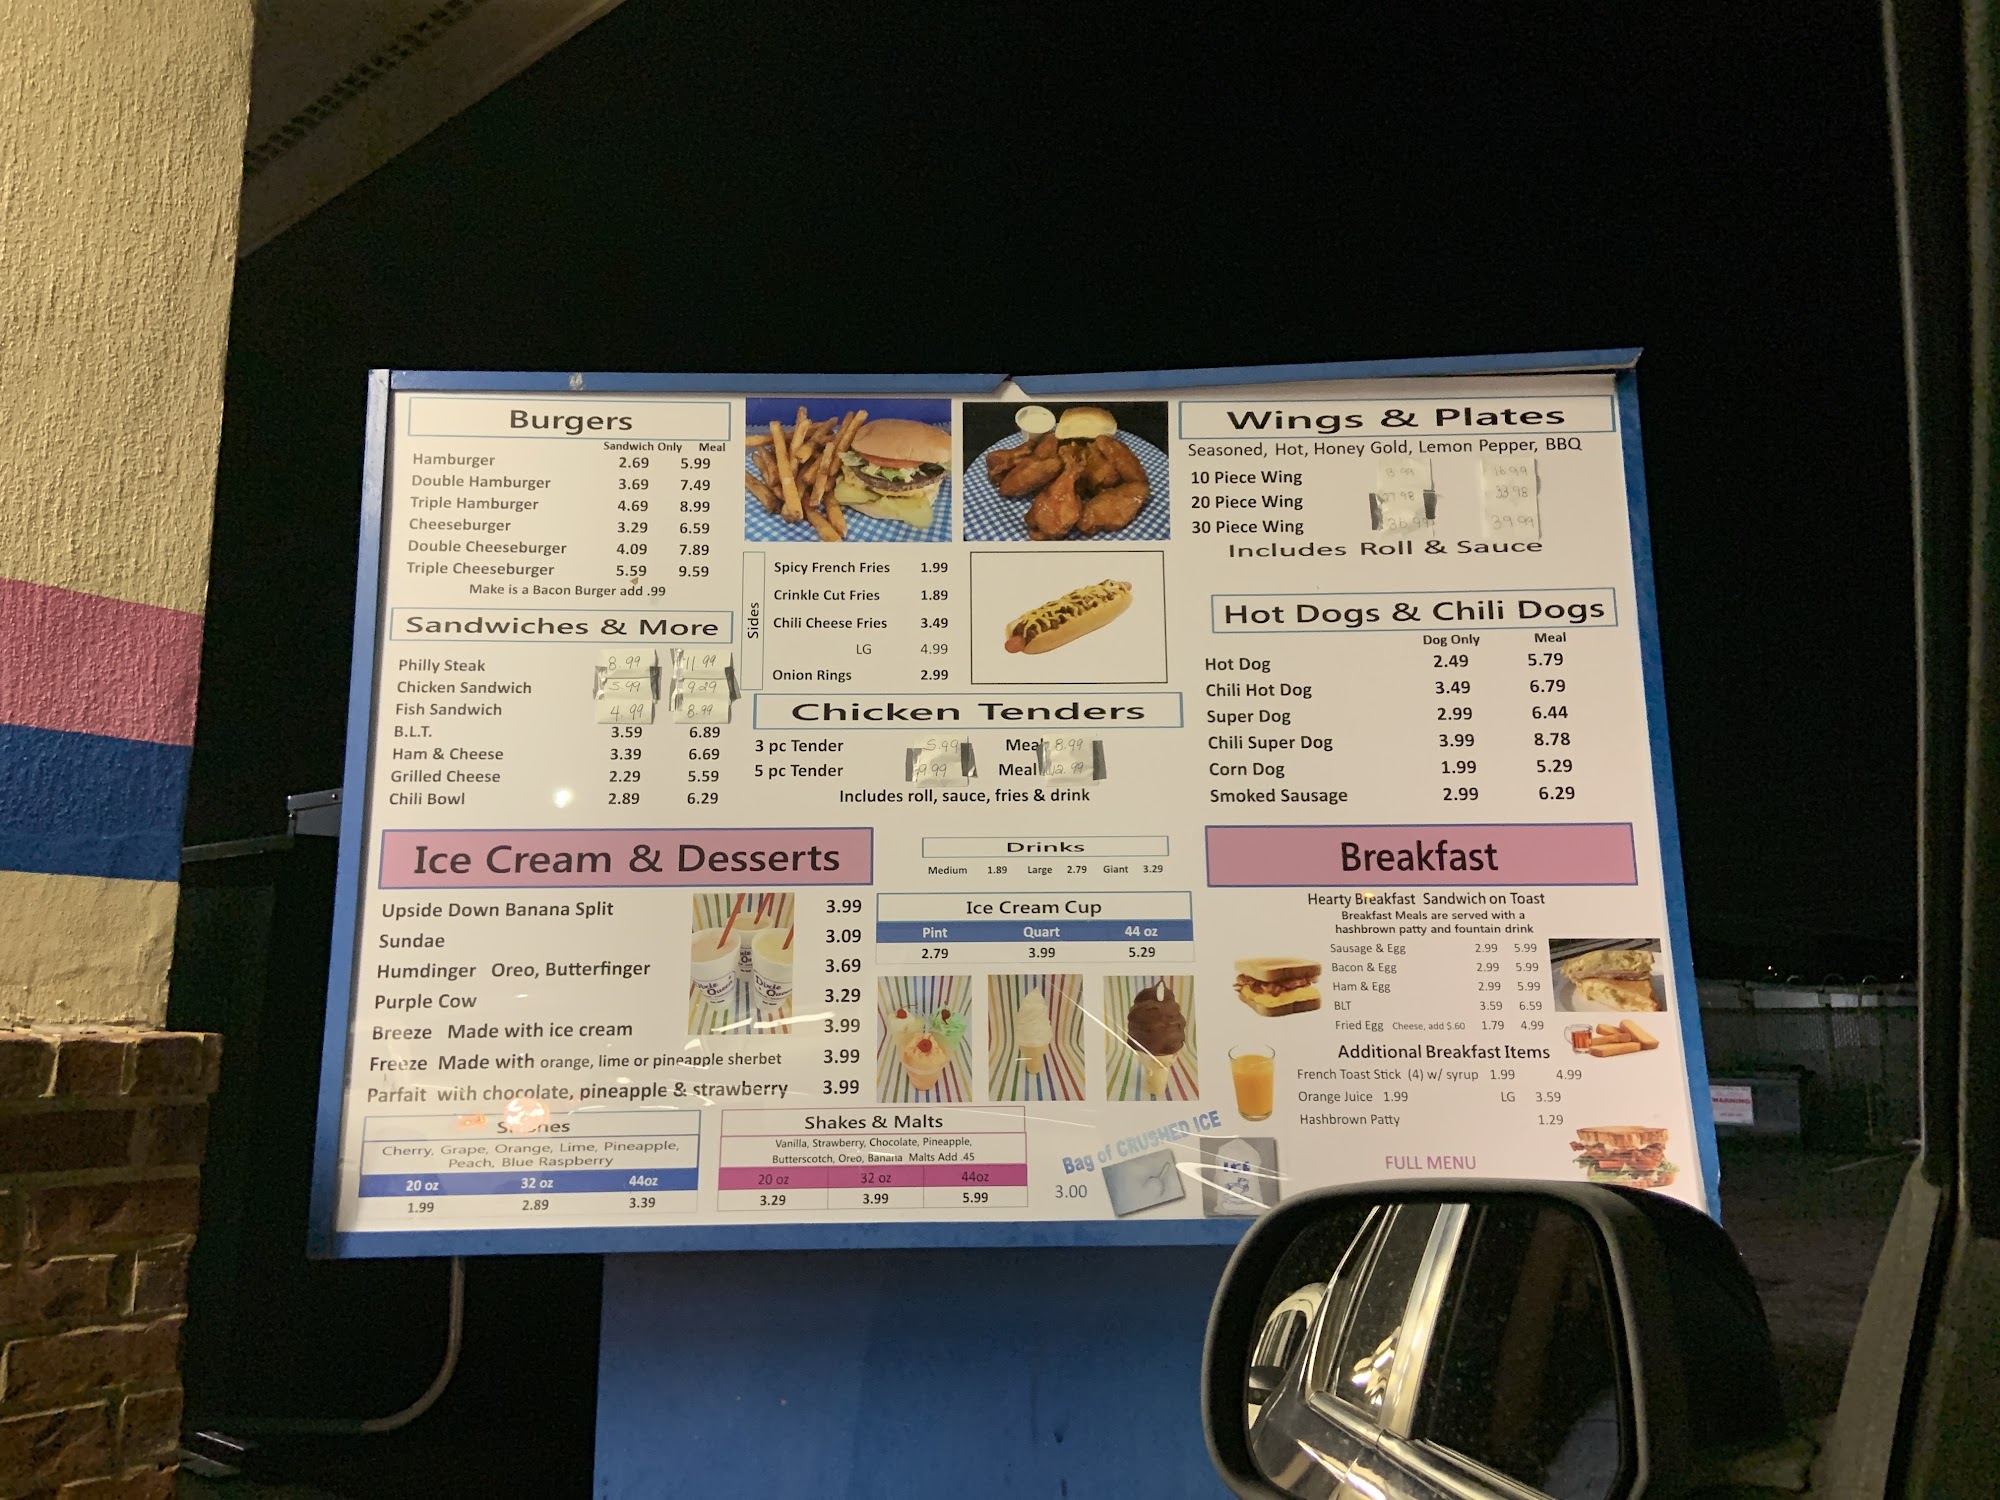 Burgers
Sandwich Only Meal
Hamburger 2.69 5.99
Double Hamburger 3.69 7.49
Triple Hamburger 4.69 8.99
Cheeseburger 3.29 6.59
Double Cheeseburger 4.09 7.89
Triple Cheeseburger 5.59 9.59
Make is a Bacon Burger add .99
Sandwiches & More
Philly Steak 8.99 11.99
Chicken Sandwich 5.99 9.29
Fish Sandwich 4.99 8.99
B.L.T. 3.59 6.89
Ham & Cheese 3.39 6.69
Grilled Cheese 2.29 5.59
Chili Bowl 2.89 6.29
Sides
Spicy French Fries 1.99
Crinkle Cut Fries 1.89
Chili Cheese Fries 3.49
LG 4.99
Onion Rings 2.99
Chicken Tenders
3 pc Tender 5.99 Meal 8.99
5 pc Tender 9.99 Meal 12.99
Includes roll, sauce, fries & drink
Wings & Plates
Seasoned, Hot, Honey Gold, Lemon Pepper, BBQ
10 Piece Wing 16.99
20 Piece Wing 33.98
30 Piece Wing 36.99 39.99
Includes Roll & Sauce
Hot Dogs & Chili Dogs
Dog Only Meal
Hot Dog 2.49 5.79
Chili Hot Dog 3.49 6.79
Super Dog 2.99 6.44
Chili Super Dog 3.99 8.78
Corn Dog 1.99 5.29
Smoked Sausage 2.99 6.29
Ice Cream & Desserts
Upside Down Banana Split 3.99
Sundae 3.09
Humdinger Oreo, Butterfinger 3.69
Purple Cow 3.29
Breeze Made with ice cream 3.99
Freeze Made with orange, lime or pineapple sherbet 3.99
Parfait with chocolate, pineapple & strawberry 3.99
Dixie Queen
Dixie Queen
Drinks
Medium 1.89 Large 2.79 Giant 3.29
Ice Cream Cup
Pint Quart 44 oz
2.79 3.99 5.29
Cherry, Grape, Orange, Lime, Pineapple,
Peach, Blue Raspberry
20 oz 32 oz 44oz
1.99 2.89 3.39
Shakes & Malts
Vanilla, Strawberry, Chocolate, Pineapple,
Butterscotch, Oreo, Banana Malts Add .45
20 oz 32 oz 44oz
3.29 3.99 5.99
Bag of CRUSHED ICE
3.00
ICE
Breakfast
Hearty Breakfast Sandwich on Toast
Breakfast Meals are served with a
hashbrown patty and fountain drink
Sausage & Egg 2.99 5.99
Bacon & Egg 2.99 5.99
Ham & Egg 2.99 5.99
BLT 3.59 6.59
Fried Egg Cheese, add $.60 1.79 4.99
Additional Breakfast Items
French Toast Stick (4) w/ syrup 1.99 4.99
Orange Juice 1.99 LG 3.59
Hashbrown Patty 1.29
FULL MENU
WARNING